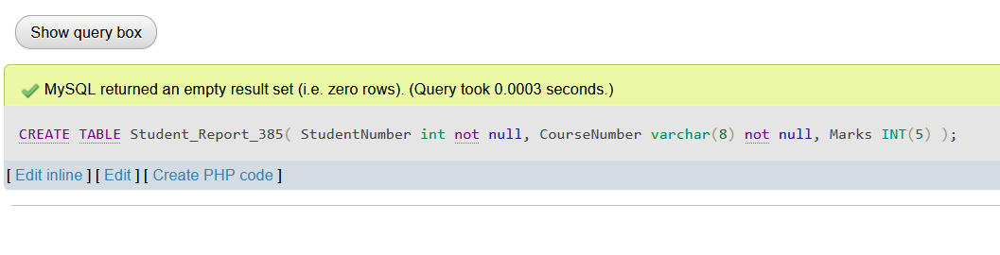 Show query box
MySQL returned an empty result set (i.e. zero rows). (Query took 0.0003 seconds.)
CREATE TABLE Student_Report_385( StudentNumber int not null, CourseNumber varchar(8) not null, Marks INT(5) );
[ Edit inline ] [ Edit ] [ Create PHP code ]